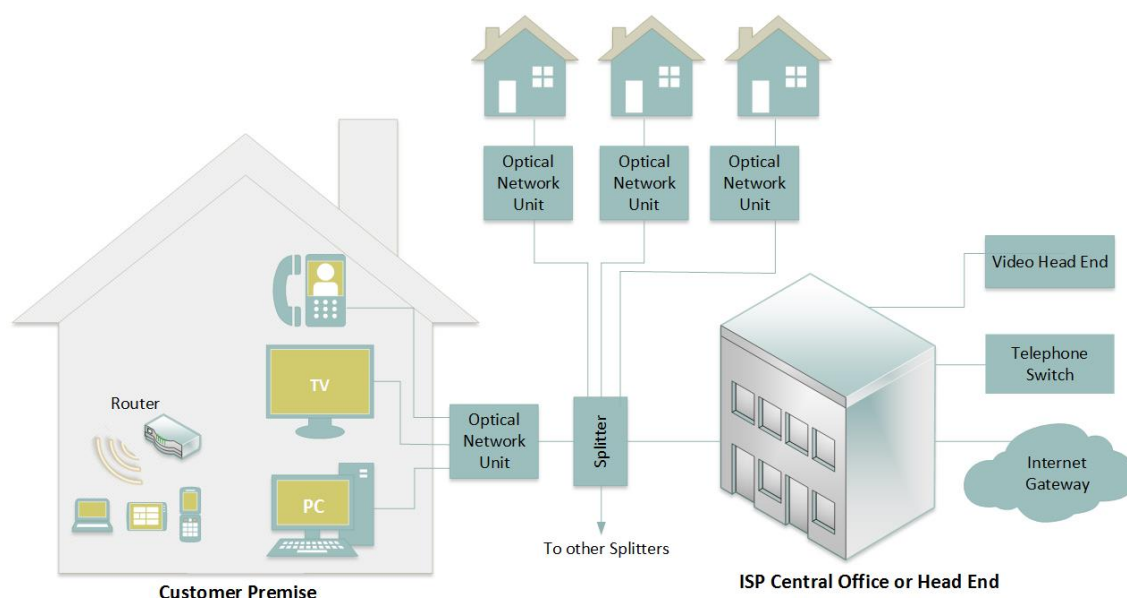 Optical
Network
Unit
Optical
Network
Unit
Optical
Network
Unit
Video Head End
Telephone
Switch
Internet
Gateway
TV
Router
PC
Optical
Network
Unit
Splitter
To other Splitters
Customer Premise
ISP Central Office or Head End